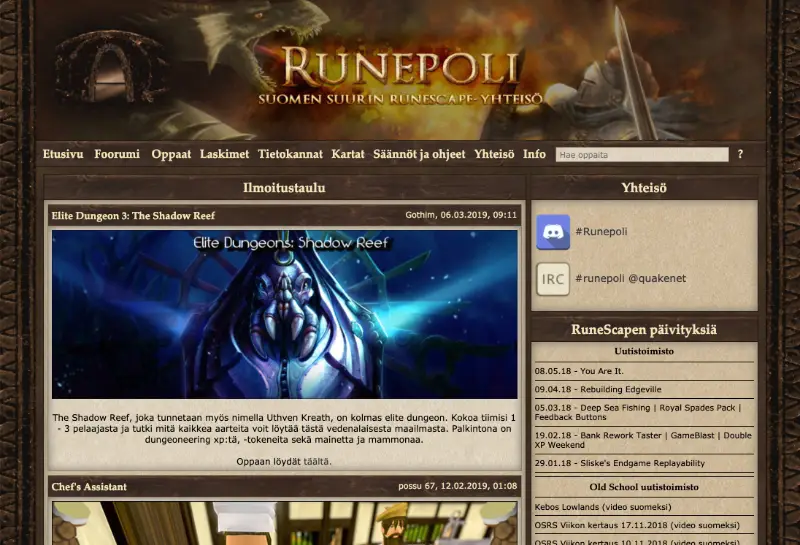 RUNEPOLI
SUOMEN SUURIN RUNESCAPE-YHTEISÖ
Etusivu Foorumi Oppaat Laskimet Tietokannat Kartat Säännöt ja ohjeet Yhteisö Info Hae oppaita ?
Ilmoitustaulu
Elite Dungeon 3: The Shadow Reef Gothim, 06.03.2019, 09:11
Elite Dungeons: Shadow Reef
The Shadow Reef, joka tunnetaan myös nimella Uthven Kreath, on kolmas elite dungeon. Kokoa tiimisi 1
- 3 pelaajasta ja tutki mitä kaikkea aarteita voit löytää tästä vedenalaisesta maailmasta. Palkintona on
dungeoneering xp:tä, -tokeneita sekä mainetta ja mammonaa.
Oppaan löydät täältä.
Chef's Assistant possu 67, 12.02.2019, 01:08
Yhteisö
#Runepoli
IRC #runepoli @quakenet
RuneScapen päivityksiä
Uutistoimisto
08.05.18 - You Are It.
09.04.18 - Rebuilding Edgeville
05.03.18 - Deep Sea Fishing | Royal Spades Pack |
Feedback Buttons
19.02.18 - Bank Rework Taster | GameBlast | Double
XP Weekend
29.01.18 - Sliske's Endgame Replayability
Old School uutistoimisto
Kebos Lowlands (video suomeksi)
OSRS Viikon kertaus 17.11.2018 (video suomeksi)
OSRS Viikon kertaus 10.11.2018 (video suomeksi)